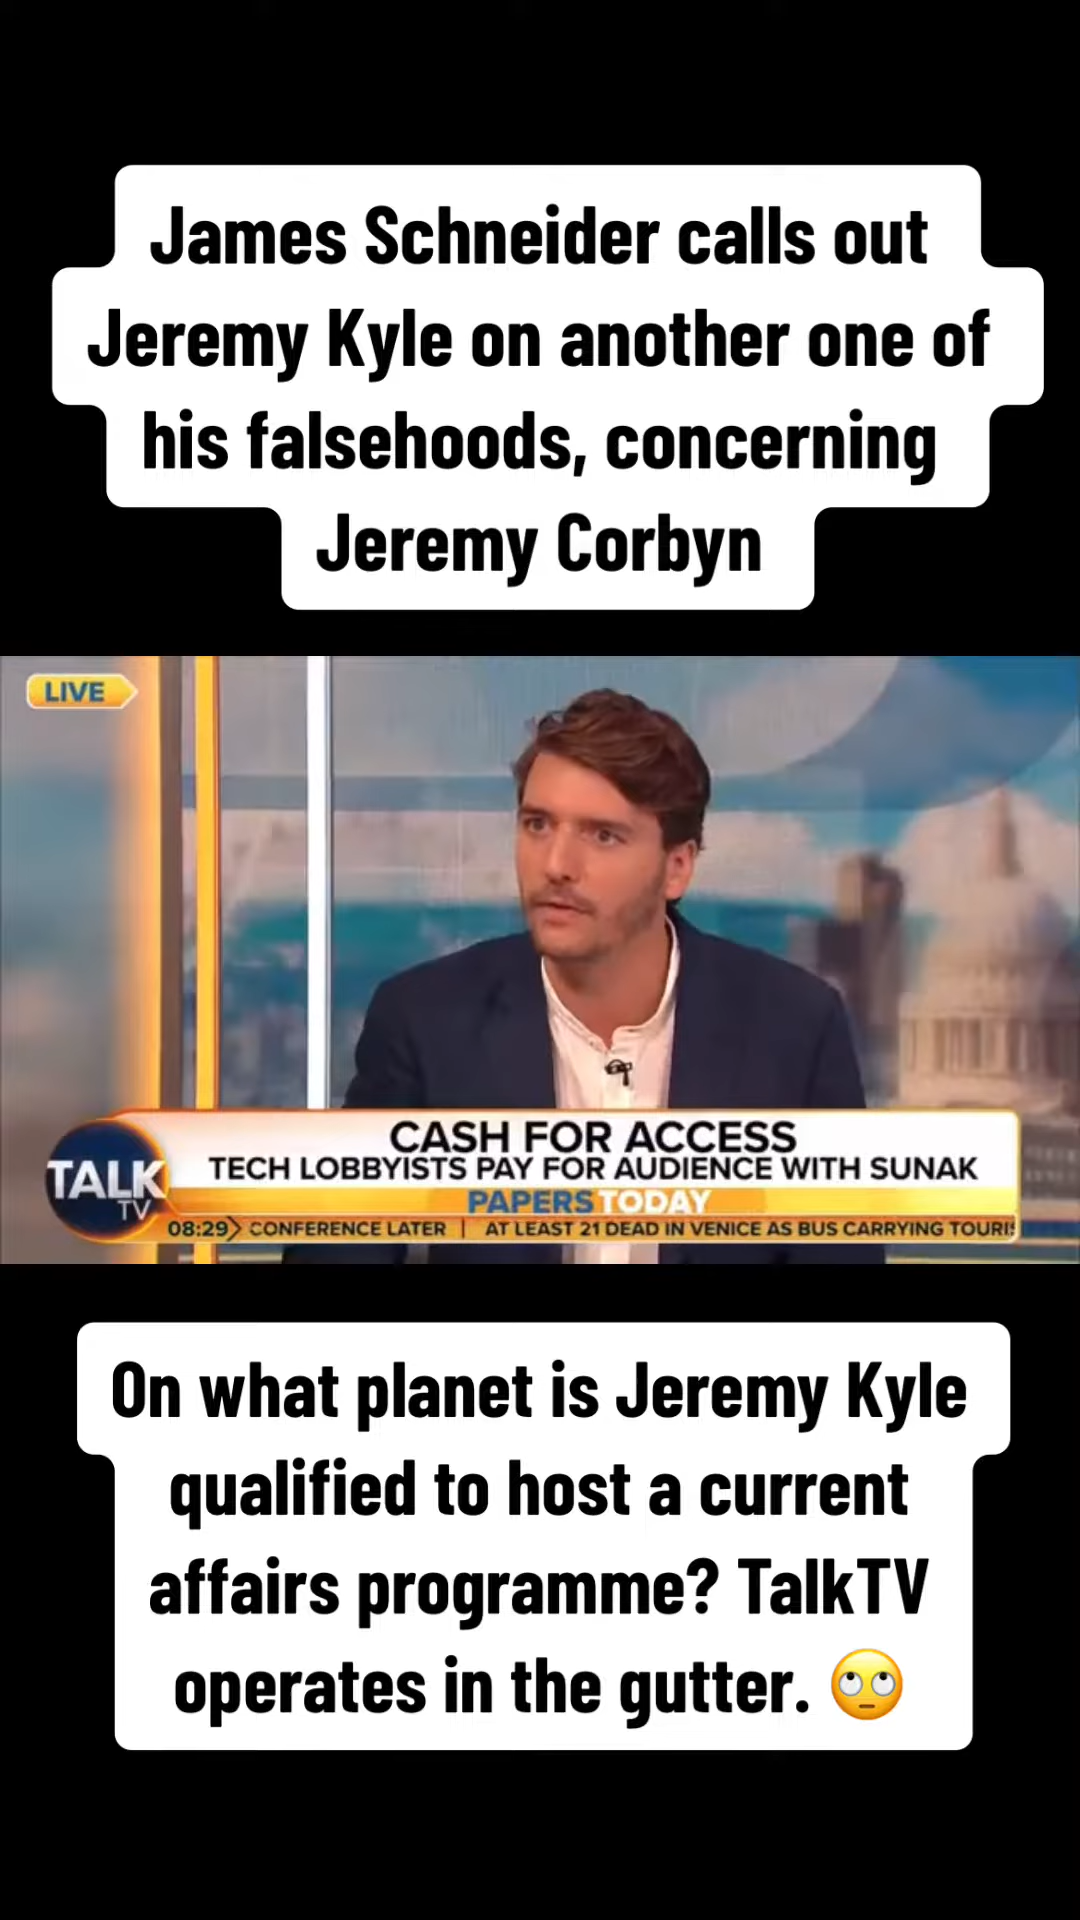 James Schneider calls out
Jeremy Kyle on another one of
his falsehoods, concerning
Jeremy Corbyn
LIVE
CASH FOR ACCESS
TECH LOBBYISTS PAY FOR AUDIENCE WITH SUNAK
TALK
TV
PAPERS TODAY
08:29 CONFERENCE LATER | AT LEAST 21 DEAD IN VENICE AS BUS CARRYING TOURIS
On what planet is Jeremy Kyle
qualified to host a current
affairs programme? TalkTV
operates in the gutter. 🙄